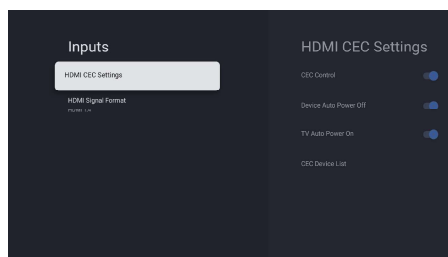 Inputs
HDMI CEC Settings
HDMI Signal Format
HDMI CEC Settings
CEC Control
Device Auto Power Off
TV Auto Power On
CEC Device List